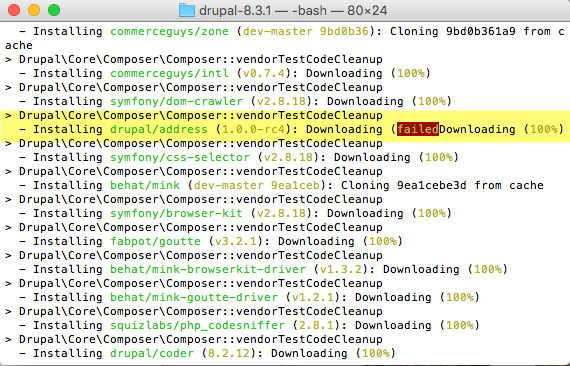 drupal-8.3.1 — -bash — 80×24
- Installing commerceguys/zone (dev-master 9bd0b36): Cloning 9bd0b361a9 from c
ache
> Drupal\Core\Composer\Composer::vendorTestCodeCleanup
- Installing commerceguys/intl (v0.7.4): Downloading (100%)
> Drupal\Core\Composer\Composer::vendorTestCodeCleanup
- Installing symfony/dom-crawler (v2.8.18): Downloading (100%)
> Drupal\Core\Composer\Composer::vendorTestCodeCleanup
- Installing drupal/address (1.0.0-rc4): Downloading (failedDownloading (100%)
> Drupal\Core\Composer\Composer::vendorTestCodeCleanup
- Installing symfony/css-selector (v2.8.18): Downloading (100%)
> Drupal\Core\Composer\Composer::vendorTestCodeCleanup
- Installing behat/mink (dev-master 9ea1ceb): Cloning 9ea1cebe3d from cache
> Drupal\Core\Composer\Composer::vendorTestCodeCleanup
- Installing symfony/browser-kit (v2.8.18): Downloading (100%)
> Drupal\Core\Composer\Composer::vendorTestCodeCleanup
- Installing fabpot/goutte (v3.2.1): Downloading (100%)
> Drupal\Core\Composer\Composer::vendorTestCodeCleanup
- Installing behat/mink-browserkit-driver (v1.3.2): Downloading (100%)
> Drupal\Core\Composer\Composer::vendorTestCodeCleanup
- Installing behat/mink-goutte-driver (v1.2.1): Downloading (100%)
> Drupal\Core\Composer\Composer::vendorTestCodeCleanup
- Installing squizlabs/php_codesniffer (2.8.1): Downloading (100%)
> Drupal\Core\Composer\Composer::vendorTestCodeCleanup
- Installing drupal/coder (8.2.12): Downloading (100%)